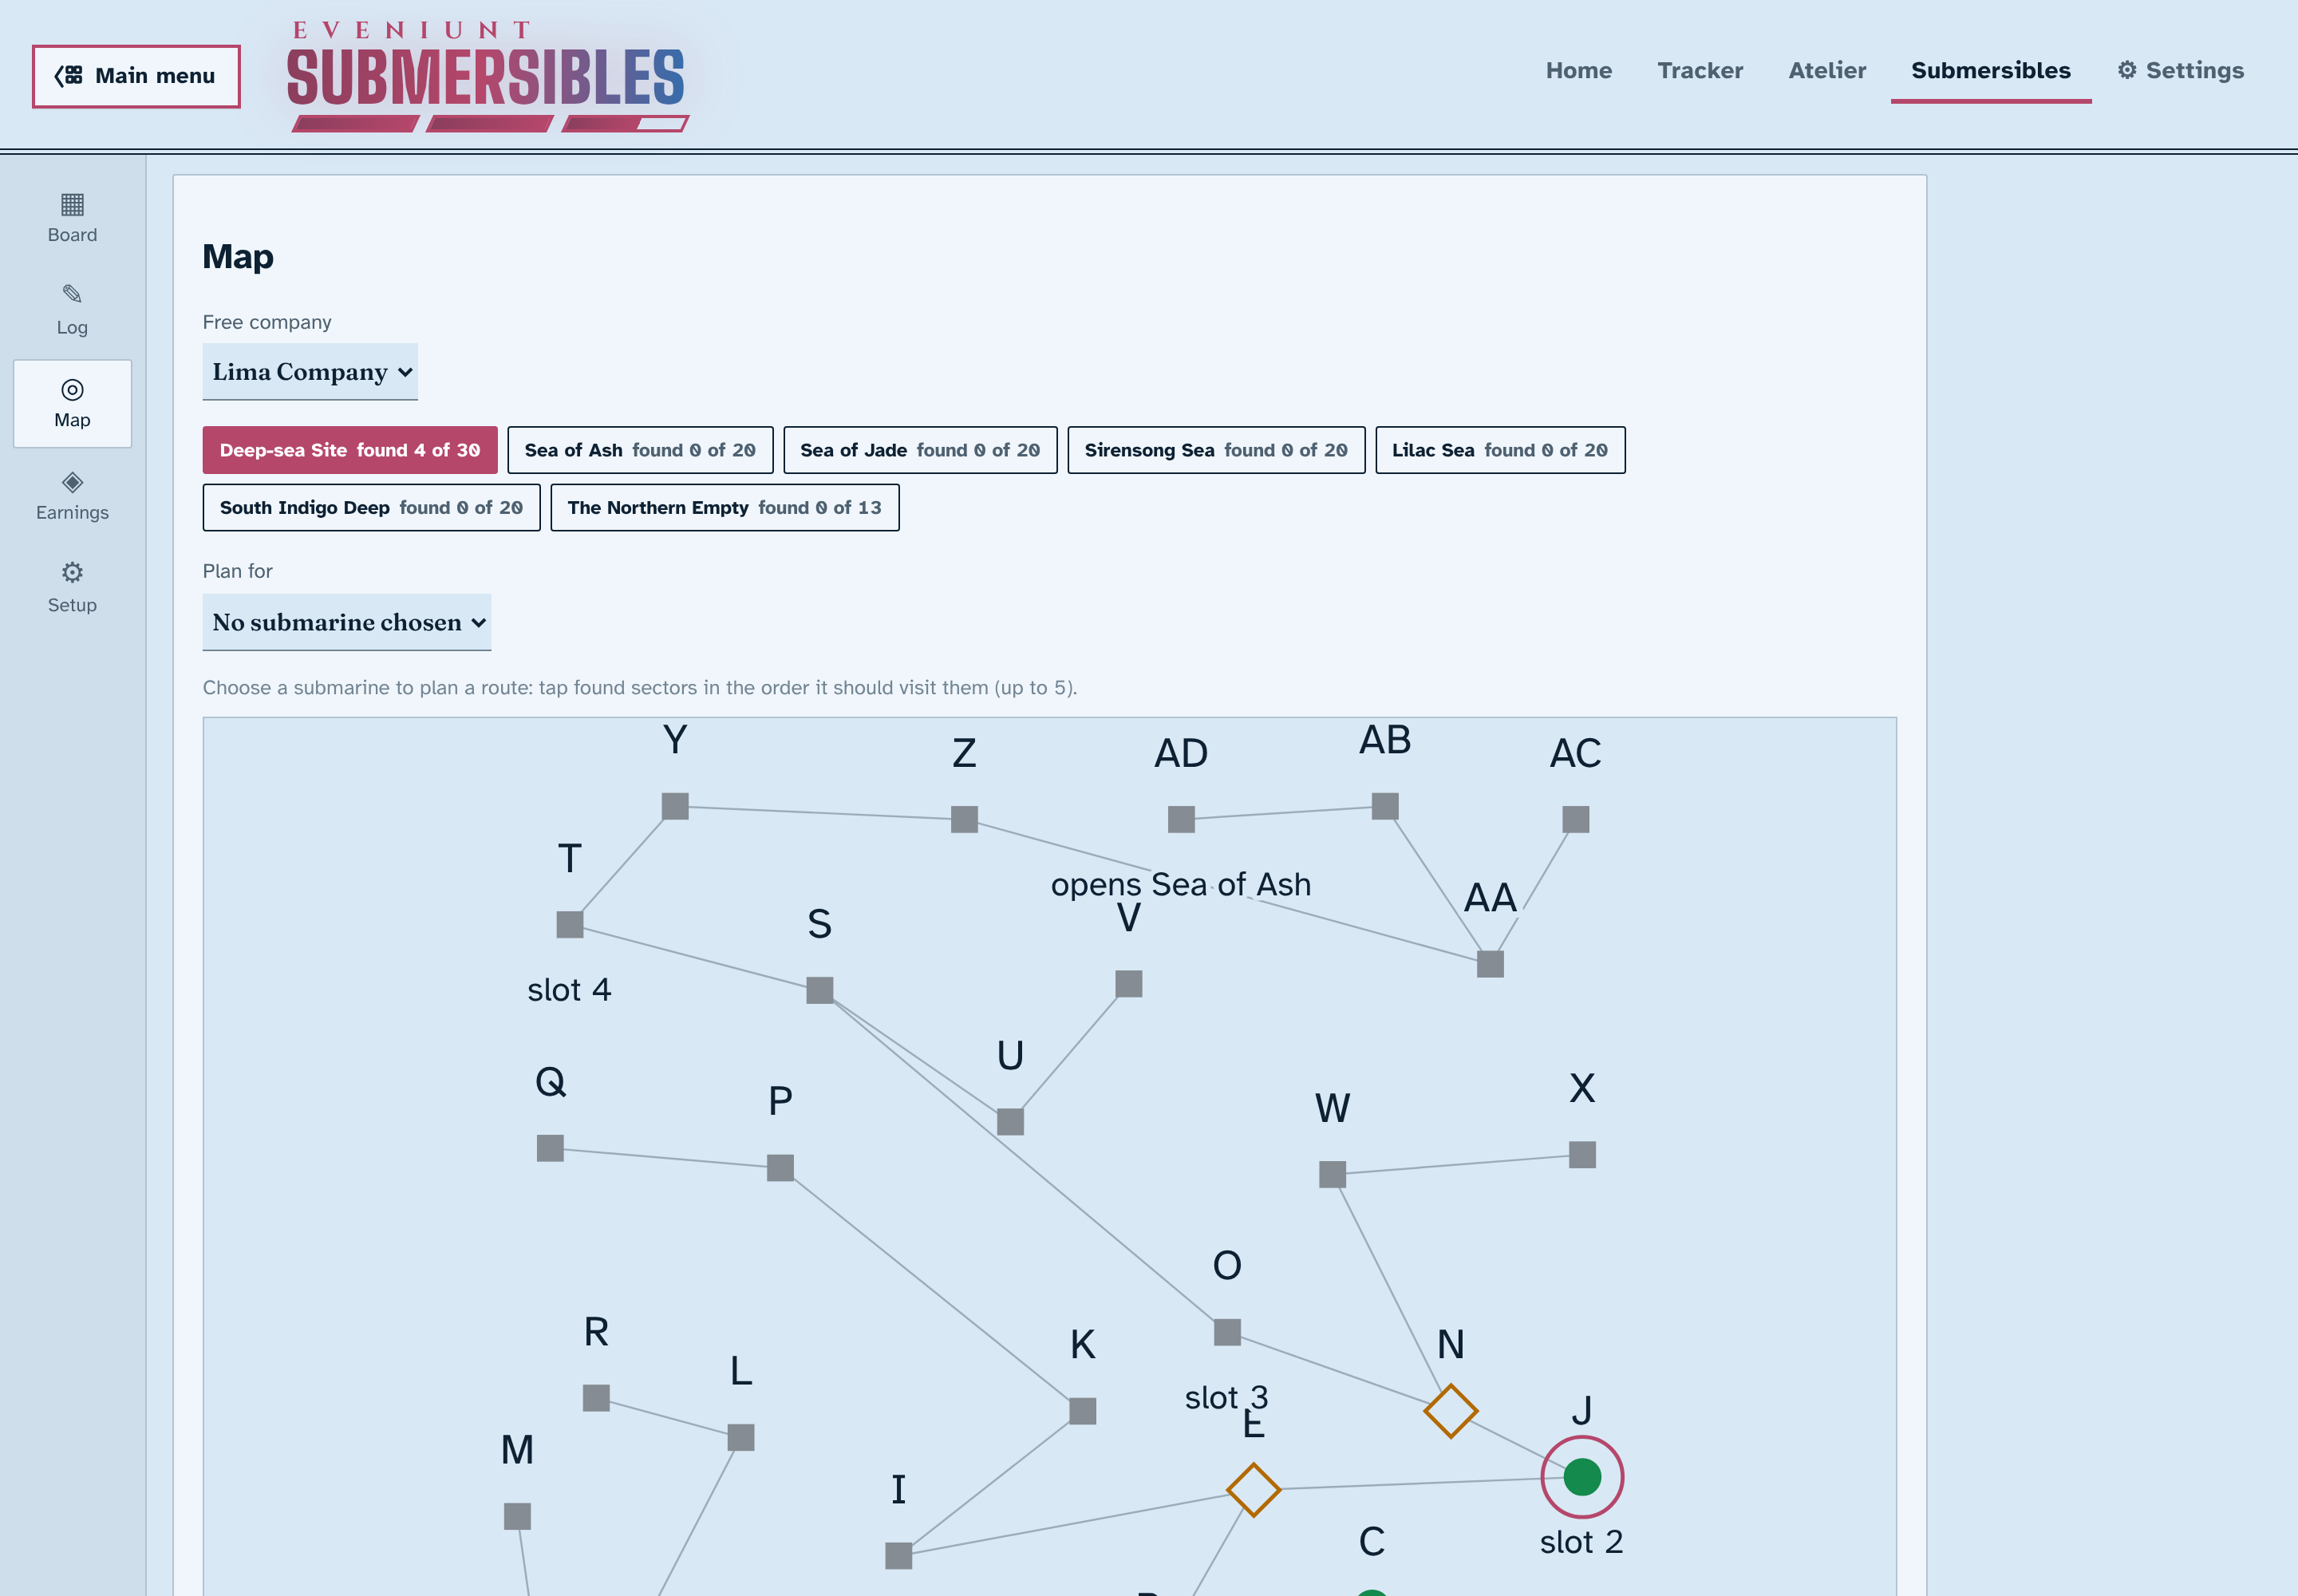 EVENIUNT
SUBMERSIBLES
Main menu
Home Tracker Atelier Submersibles Settings
Board
Log
Map
Earnings
Setup
Map
Free company
Lima Company
Deep-sea Site found 4 of 30
Sea of Ash found 0 of 20
Sea of Jade found 0 of 20
Sirensong Sea found 0 of 20
Lilac Sea found 0 of 20
South Indigo Deep found 0 of 20
The Northern Empty found 0 of 13
Plan for
No submarine chosen
Choose a submarine to plan a route: tap found sectors in the order it should visit them (up to 5).
Y
Z
AD
AB
AC
T
opens Sea of Ash
AA
S
V
slot 4
U
Q
P
W
X
O
R
K
N
L
slot 3
J
E
M
I
C
slot 2